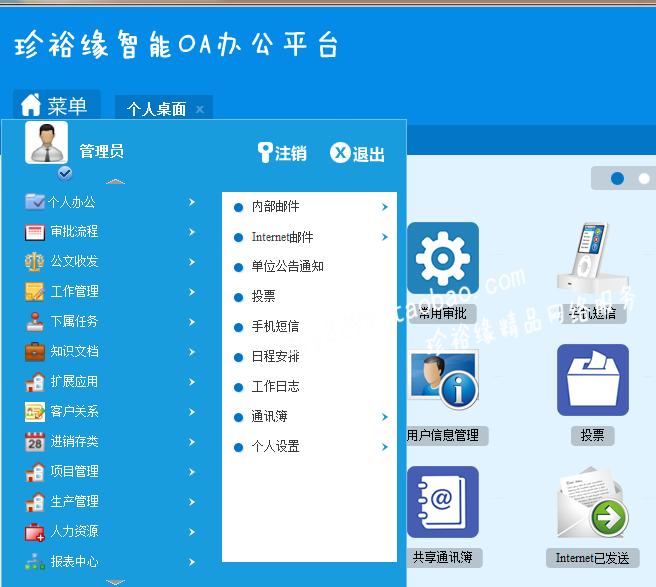 珍裕缘智能OA办公平台
菜单
个人桌面 x
管理员
注销
退出
个人办公
审批流程
公文收发
工作管理
下属任务
知识文档
扩展应用
客户关系
进销存类
项目管理
生产管理
人力资源
报表中心
内部邮件
Internet邮件
单位公告通知
投票
手机短信
日程安排
工作日志
通讯簿
个人设置
常用审批
手机短信
用户信息管理
投票
共享通讯簿
Internet已发送
taobao.com
珍裕缘精品网络服务
28